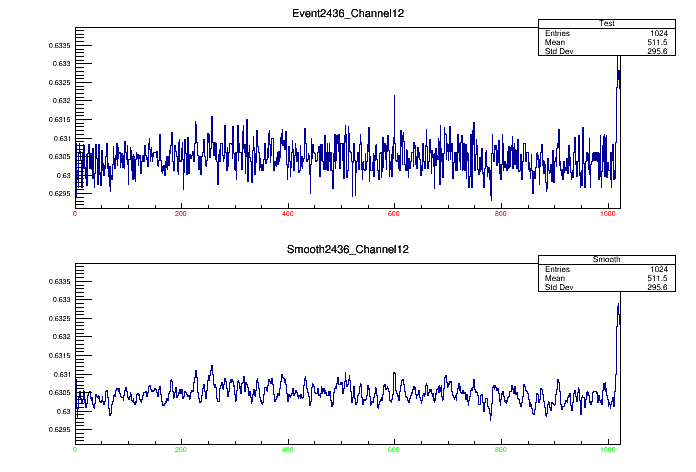 Event2436_Channel12
Test
Entries 1024
Mean 511.5
Std Dev 295.6
0.6335
0.633
0.6325
0.632
0.6315
0.631
0.6305
0.63
0.6295
0 200 400 600 800 1000
Smooth2436_Channel12
Smooth
Entries 1024
Mean 511.5
Std Dev 295.6
0.6335
0.633
0.6325
0.632
0.6315
0.631
0.6305
0.63
0.6295
0 200 400 600 800 1000